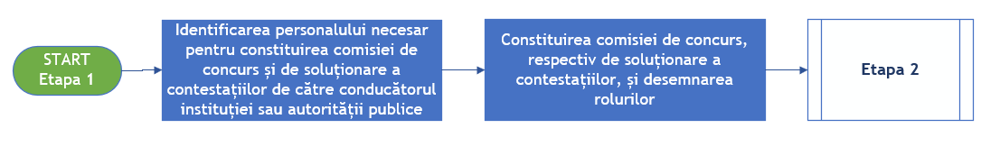 START
Etapa 1
Identificarea personalului necesar
pentru constituirea comisiei de
concurs și de soluționare a
contestațiilor de către conducătorul
instituției sau autorității publice
Constituirea comisiei de concurs,
respectiv de soluționare a
contestațiilor, și desemnarea
rolurilor
Etapa 2